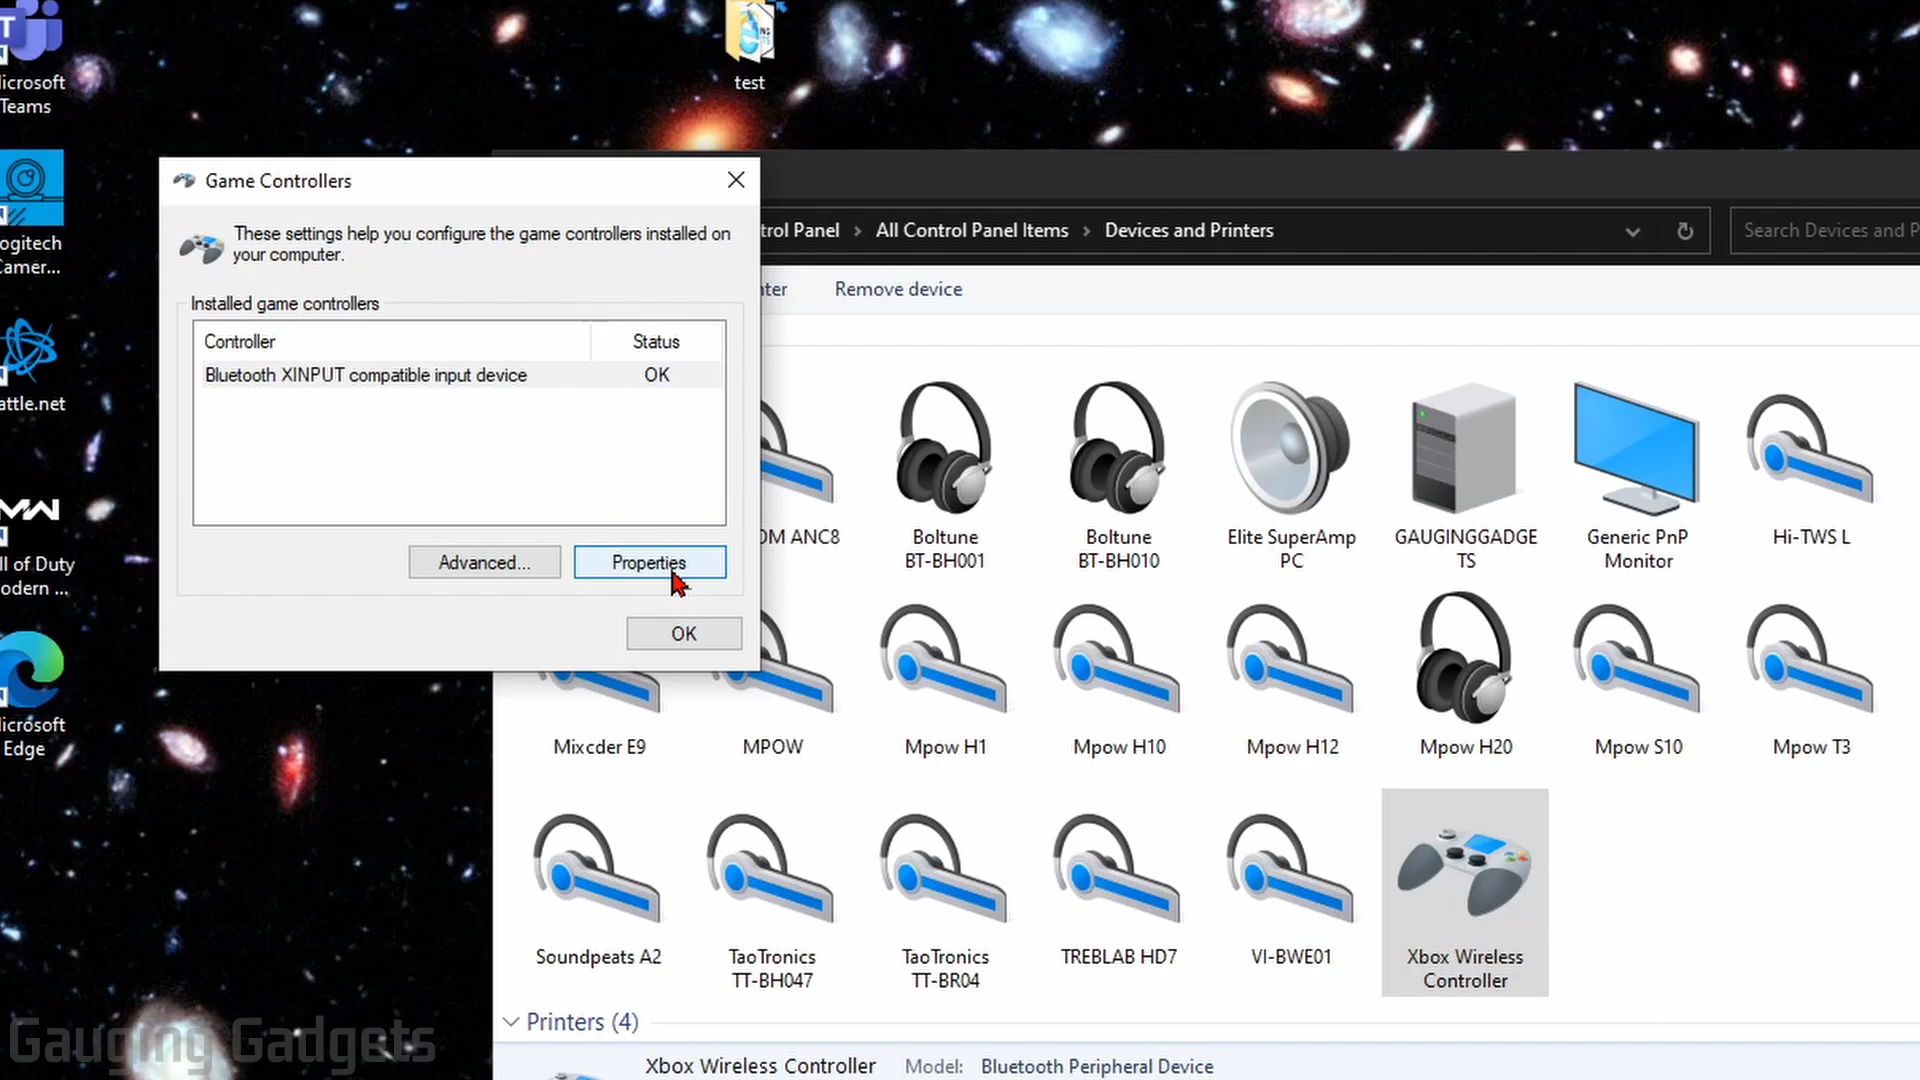 Microsoft
Teams
test
Logitech
Camer...
Battle.net
MW
Call of Duty
Modern ...
Microsoft
Edge
Game Controllers
These settings help you configure the game controllers installed on
your computer.
Installed game controllers
Controller Status
Bluetooth XINPUT compatible input device OK
Advanced... Properties
OK
trol Panel > All Control Panel Items > Devices and Printers
Search Devices and P
nter Remove device
OM ANC8
Boltune
BT-BH001
Boltune
BT-BH010
Elite SuperAmp
PC
GAUGINGGADGE
TS
Generic PnP
Monitor
Hi-TWS L
Mixcder E9
MPOW
Mpow H1
Mpow H10
Mpow H12
Mpow H20
Mpow S10
Mpow T3
Soundpeats A2
TaoTronics
TT-BH047
TaoTronics
TT-BR04
TREBLAB HD7
VI-BWE01
Xbox Wireless
Controller
Printers (4)
Xbox Wireless Controller Model: Bluetooth Peripheral Device
Gauging Gadgets